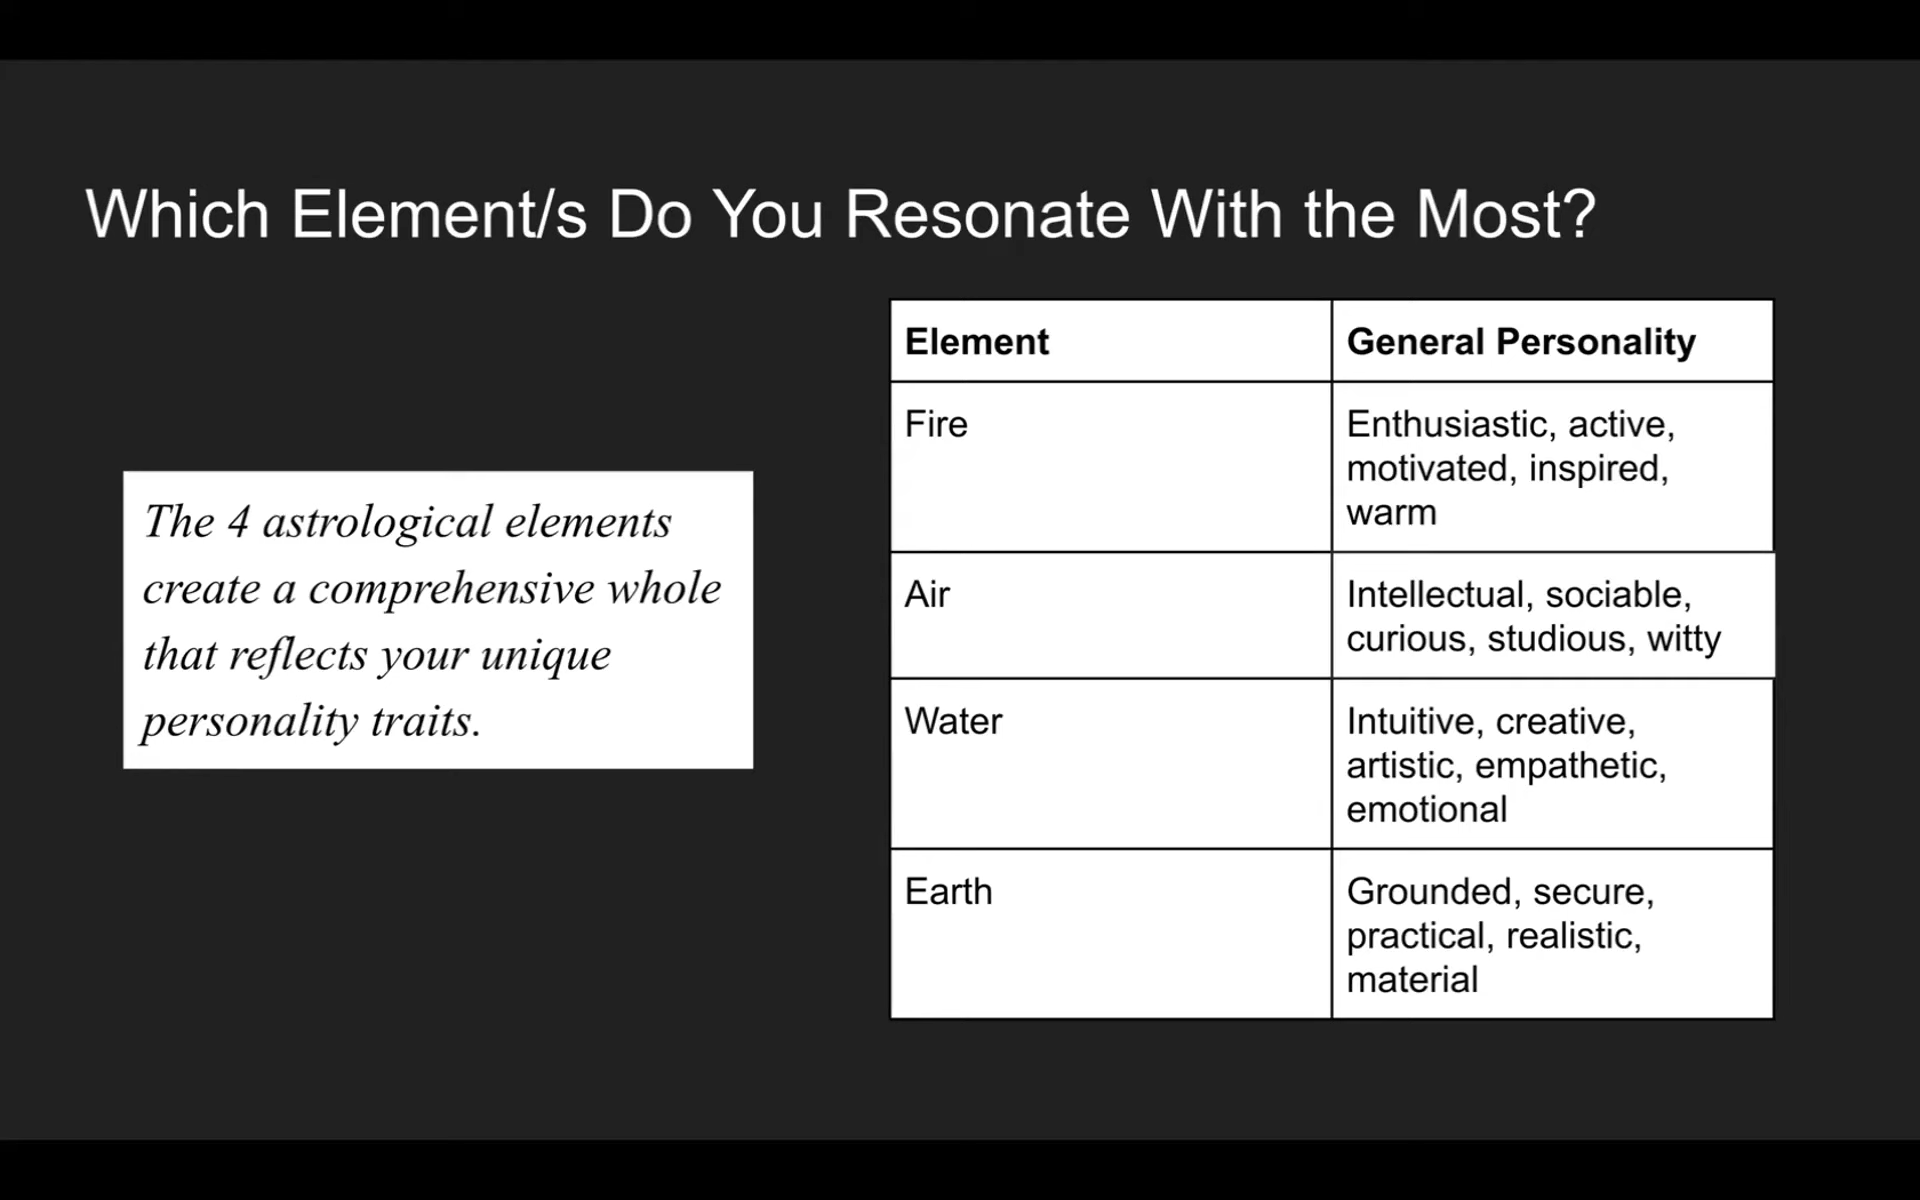 Which Element/s Do You Resonate With the Most?
The 4 astrological elements
create a comprehensive whole
that reflects your unique
personality traits.
Element
General Personality
Fire
Enthusiastic, active,
motivated, inspired,
warm
Air
Intellectual, sociable,
curious, studious, witty
Water
Intuitive, creative,
artistic, empathetic,
emotional
Earth
Grounded, secure,
practical, realistic,
material